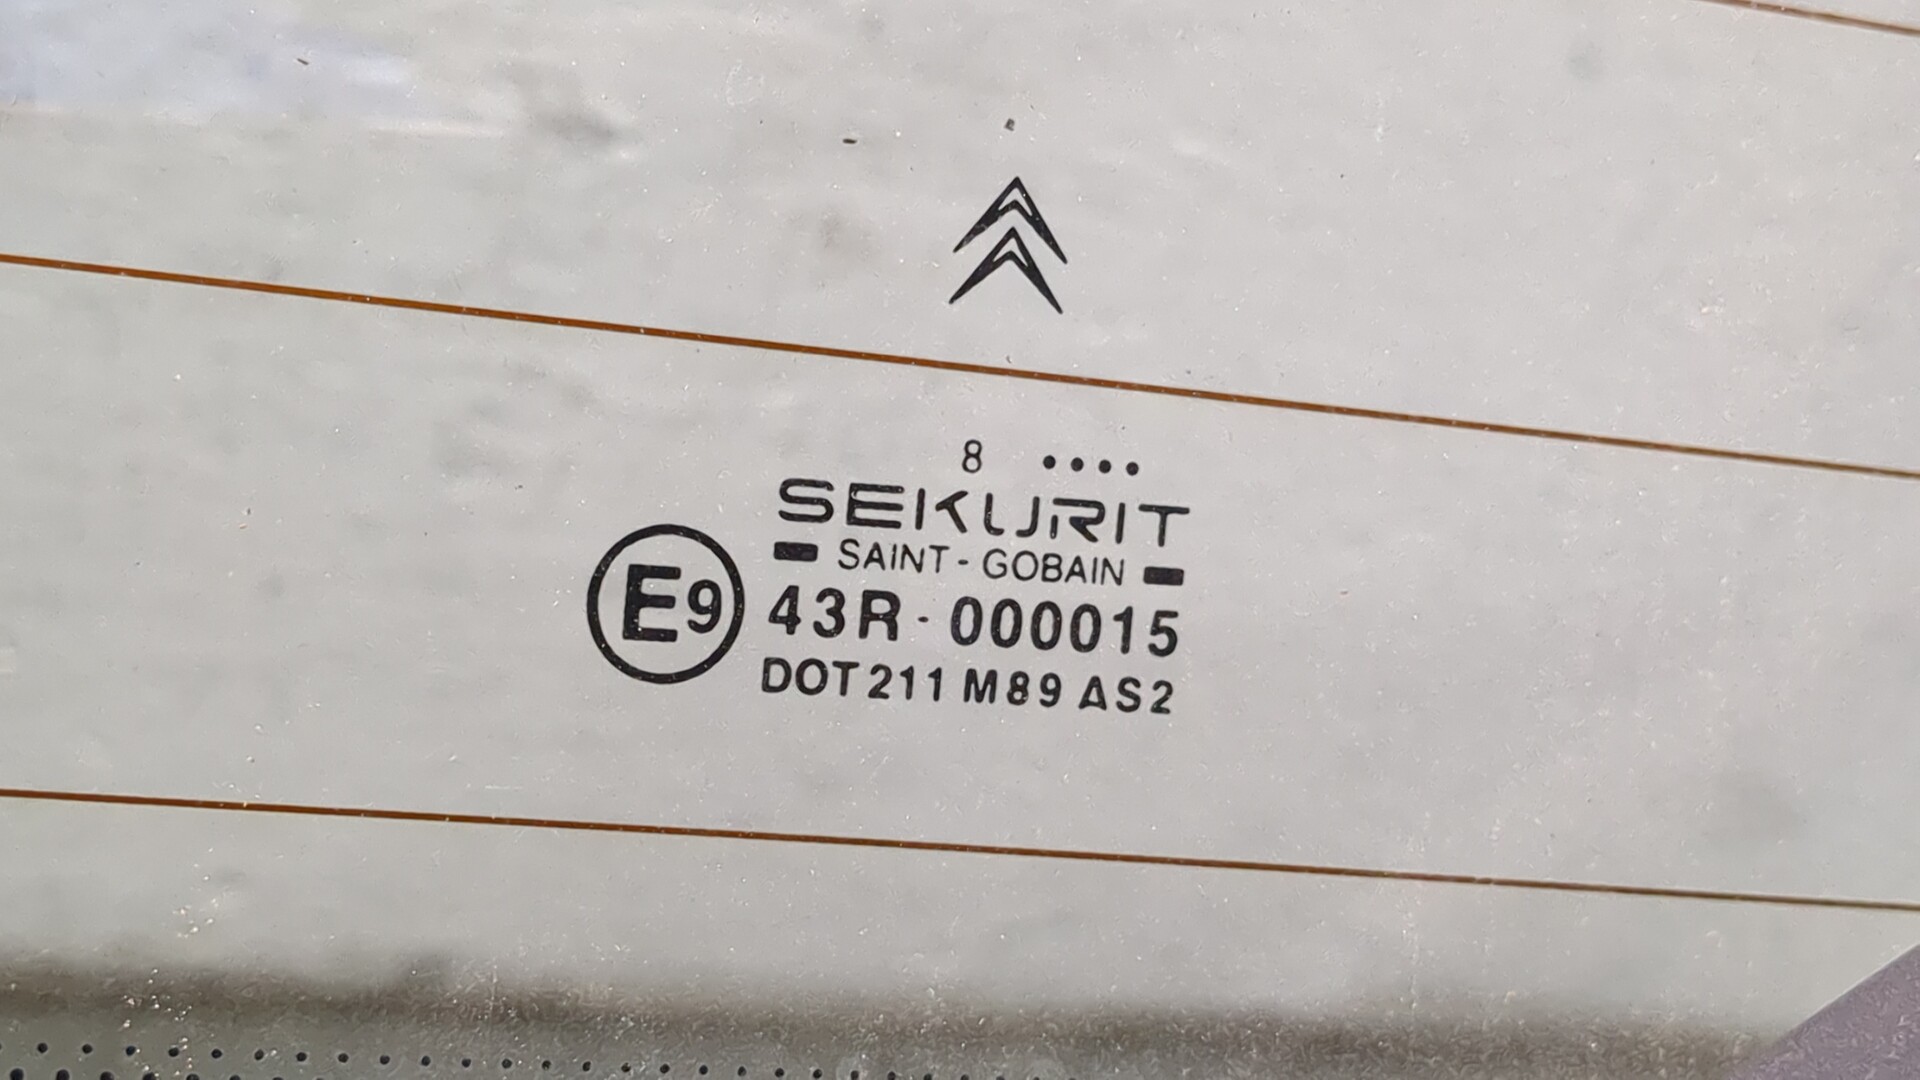 8 ••••
SEKURIT
SAINT-GOBAIN
E9 43R·000015
DOT 211 M89 AS2